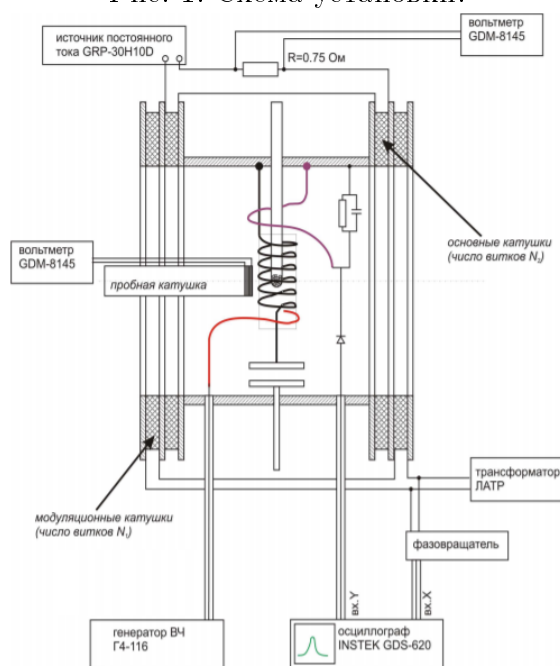 Рис. 1: Схема установки.
источник постоянного
тока GRP-30H10D
R=0.75 Ом
вольтметр
GDM-8145
вольтметр
GDM-8145
пробная катушка
основные катушки
(число витков N₀)
модуляционные катушки
(число витков N₁)
трансформатор
ЛАТР
фазовращатель
вх.Y
вх.X
генератор ВЧ
Г4-116
осциллограф
INSTEK GDS-620